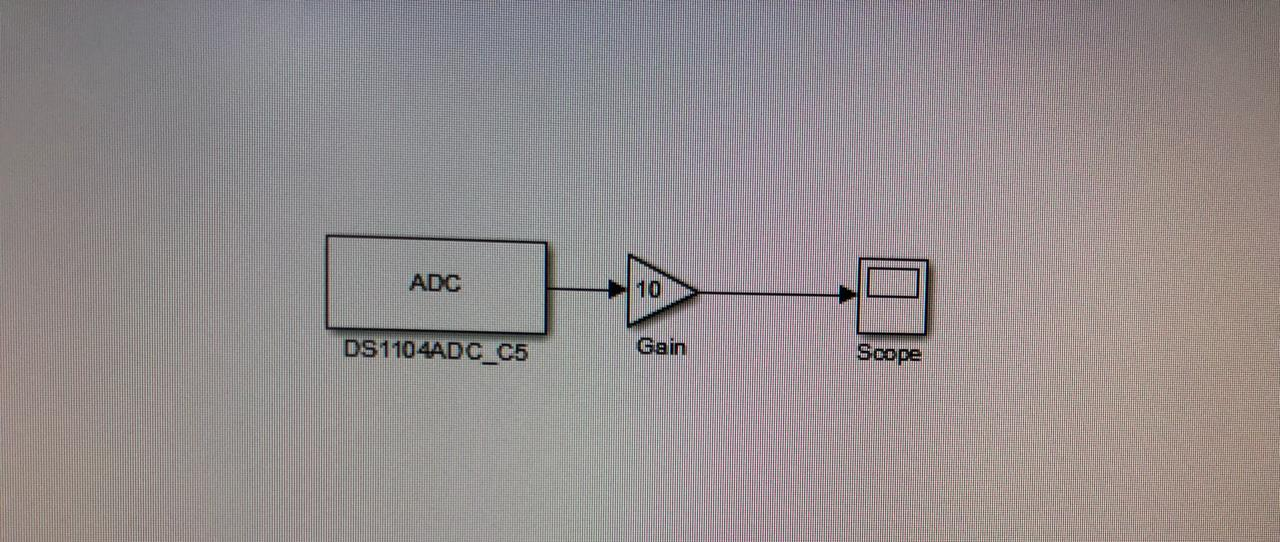 ADC
DS1104ADC_C5
10
Gain
Scope